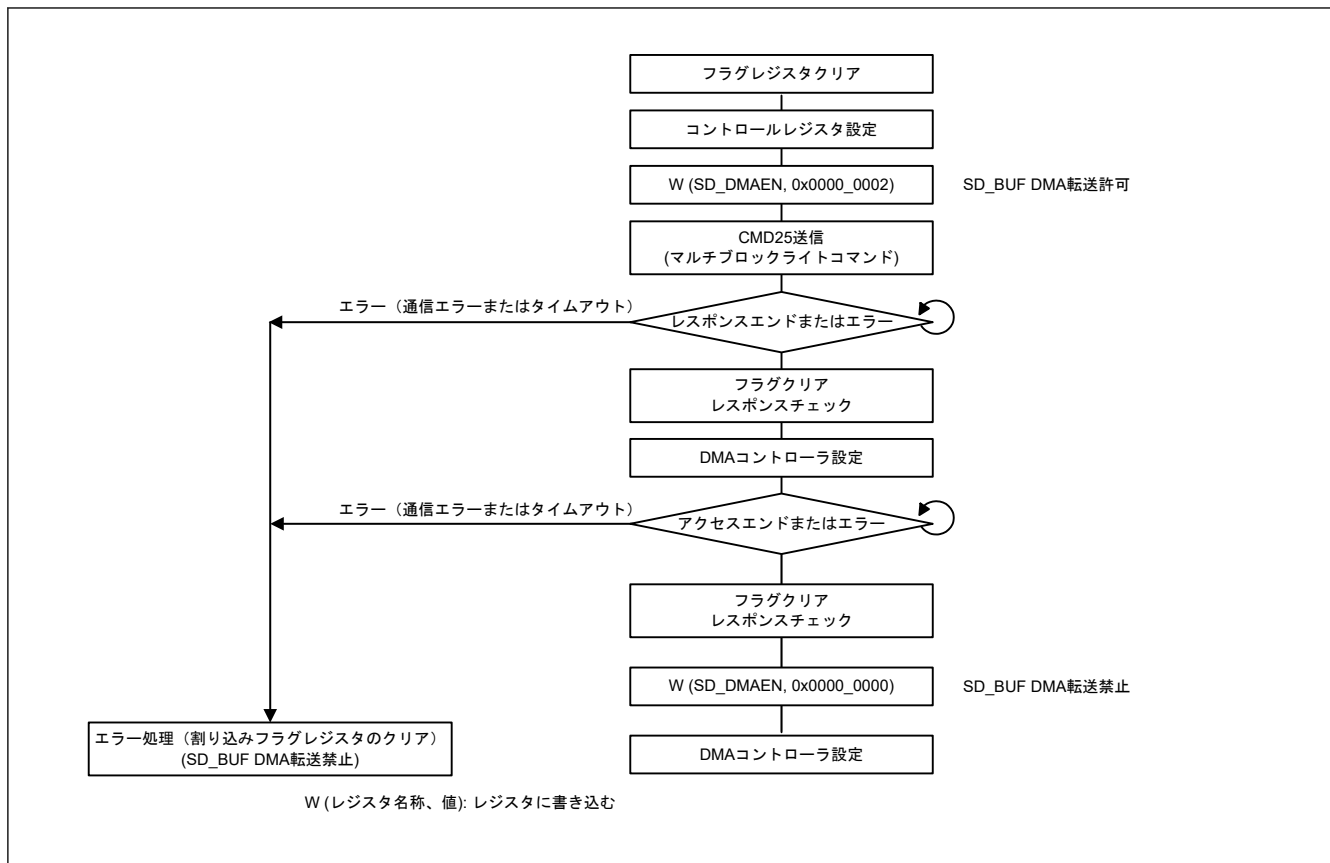 フラグレジスタクリア
コントロールレジスタ設定
W (SD_DMAEN, 0x0000_0002)
SD_BUF DMA転送許可
CMD25送信
(マルチブロックライトコマンド)
エラー（通信エラーまたはタイムアウト）
レスポンスエンドまたはエラー
フラグクリア
レスポンスチェック
DMAコントローラ設定
エラー（通信エラーまたはタイムアウト）
アクセスエンドまたはエラー
フラグクリア
レスポンスチェック
W (SD_DMAEN, 0x0000_0000)
SD_BUF DMA転送禁止
エラー処理（割り込みフラグレジスタのクリア）
(SD_BUF DMA転送禁止)
DMAコントローラ設定
W (レジスタ名称、値): レジスタに書き込む